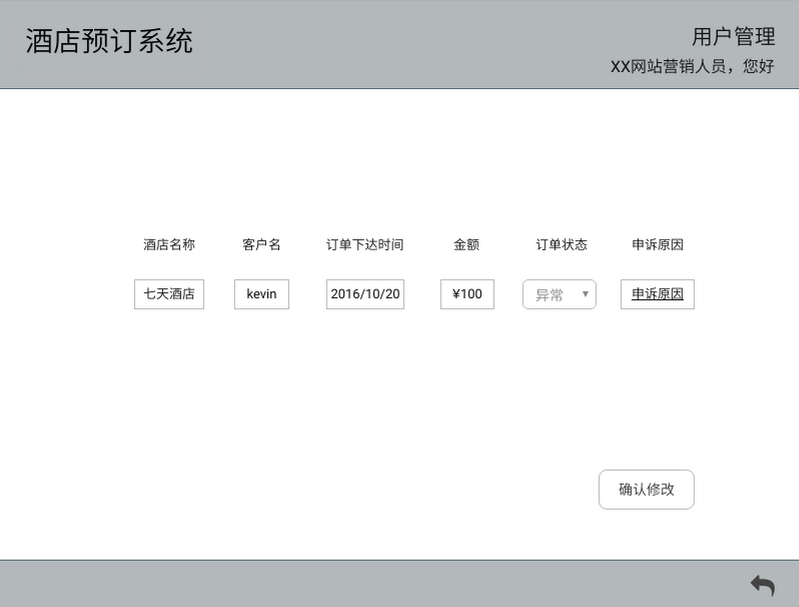 酒店预订系统
用户管理
XX网站营销人员，您好
酒店名称 客户名 订单下达时间 金额 订单状态 申诉原因
七天酒店 kevin 2016/10/20 ¥100 异常 申诉原因
确认修改